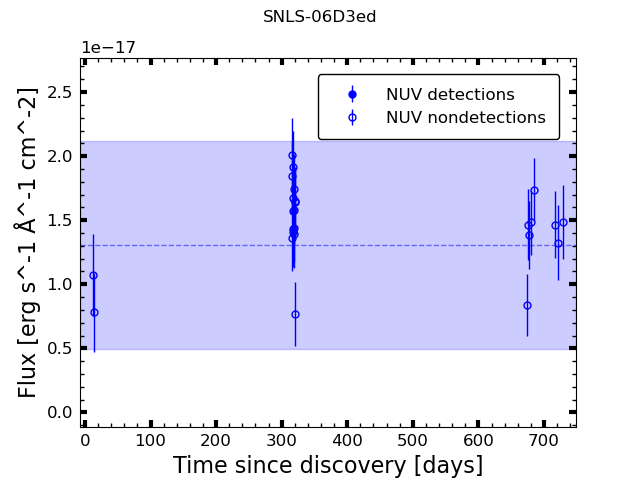 SNLS-06D3ed
1e−17
NUV detections
NUV nondetections
2.5
2.0
1.5
1.0
0.5
0.0
Flux [erg s^-1 Å^-1 cm^-2]
0 100 200 300 400 500 600 700
Time since discovery [days]